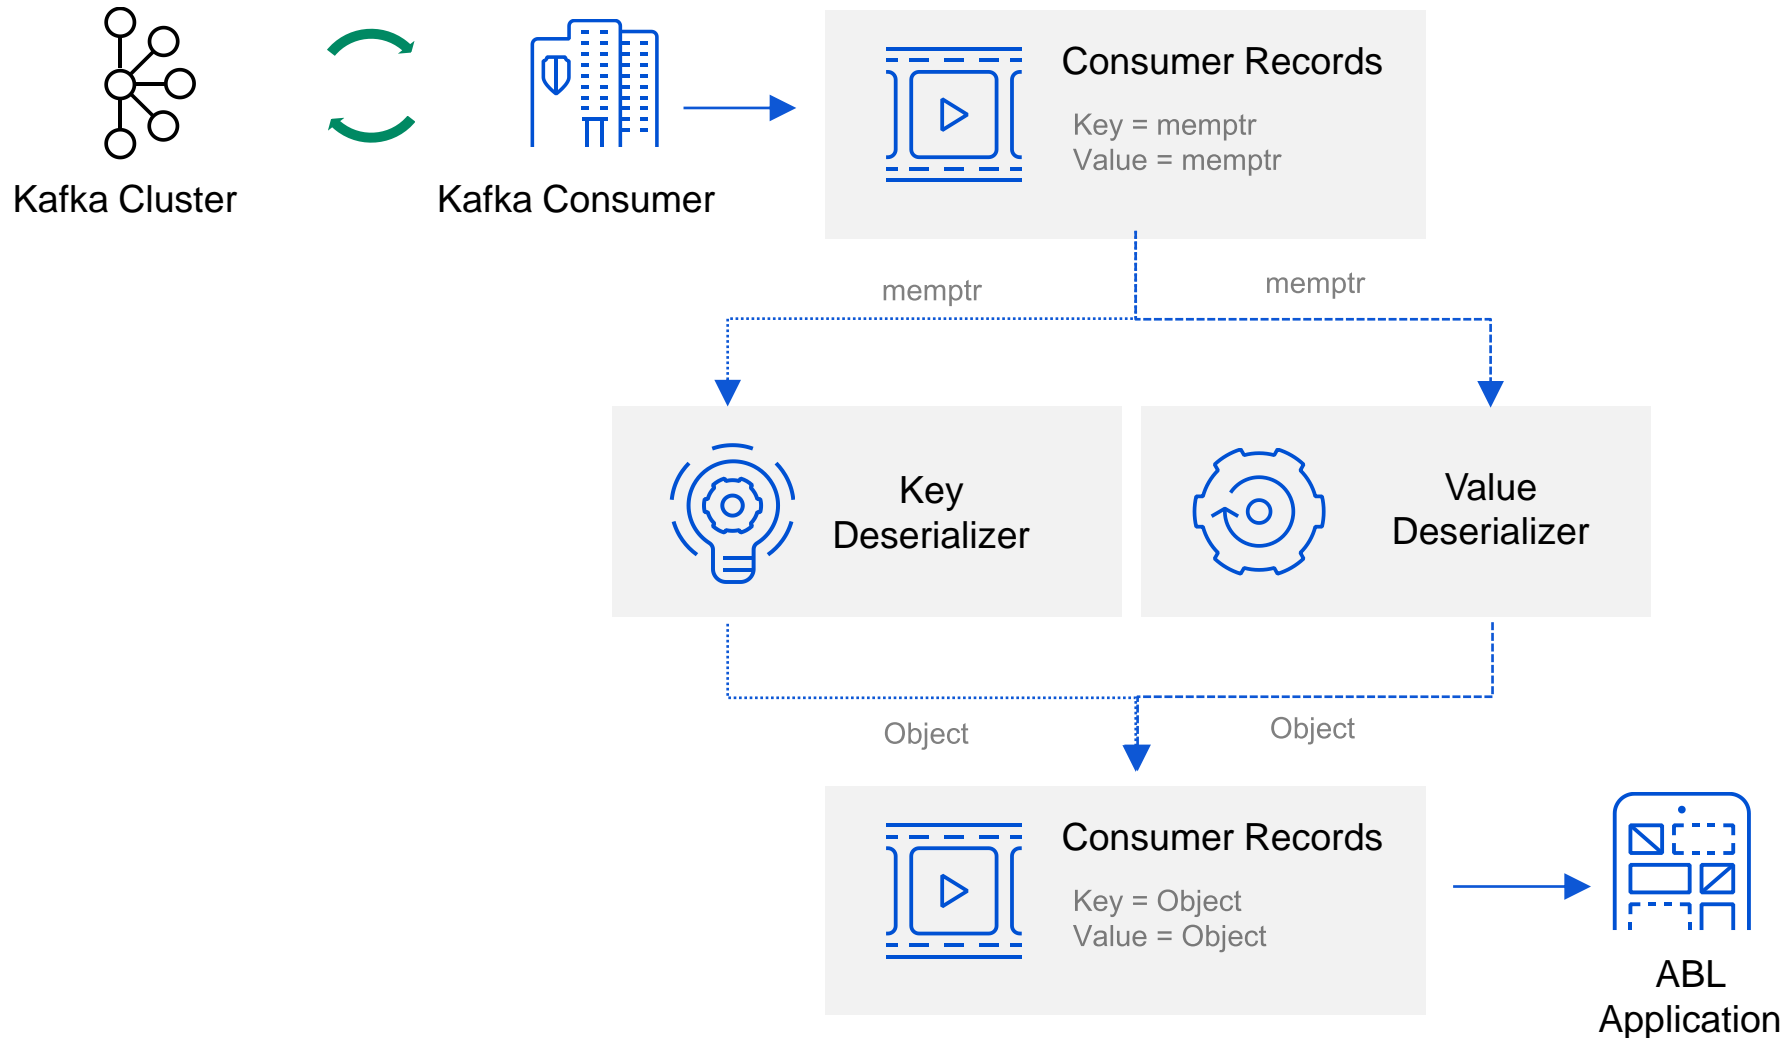 Kafka Cluster
Kafka Consumer
Consumer Records
Key = memptr
Value = memptr
memptr
memptr
Key
Deserializer
Value
Deserializer
Object
Object
Consumer Records
Key = Object
Value = Object
ABL
Application